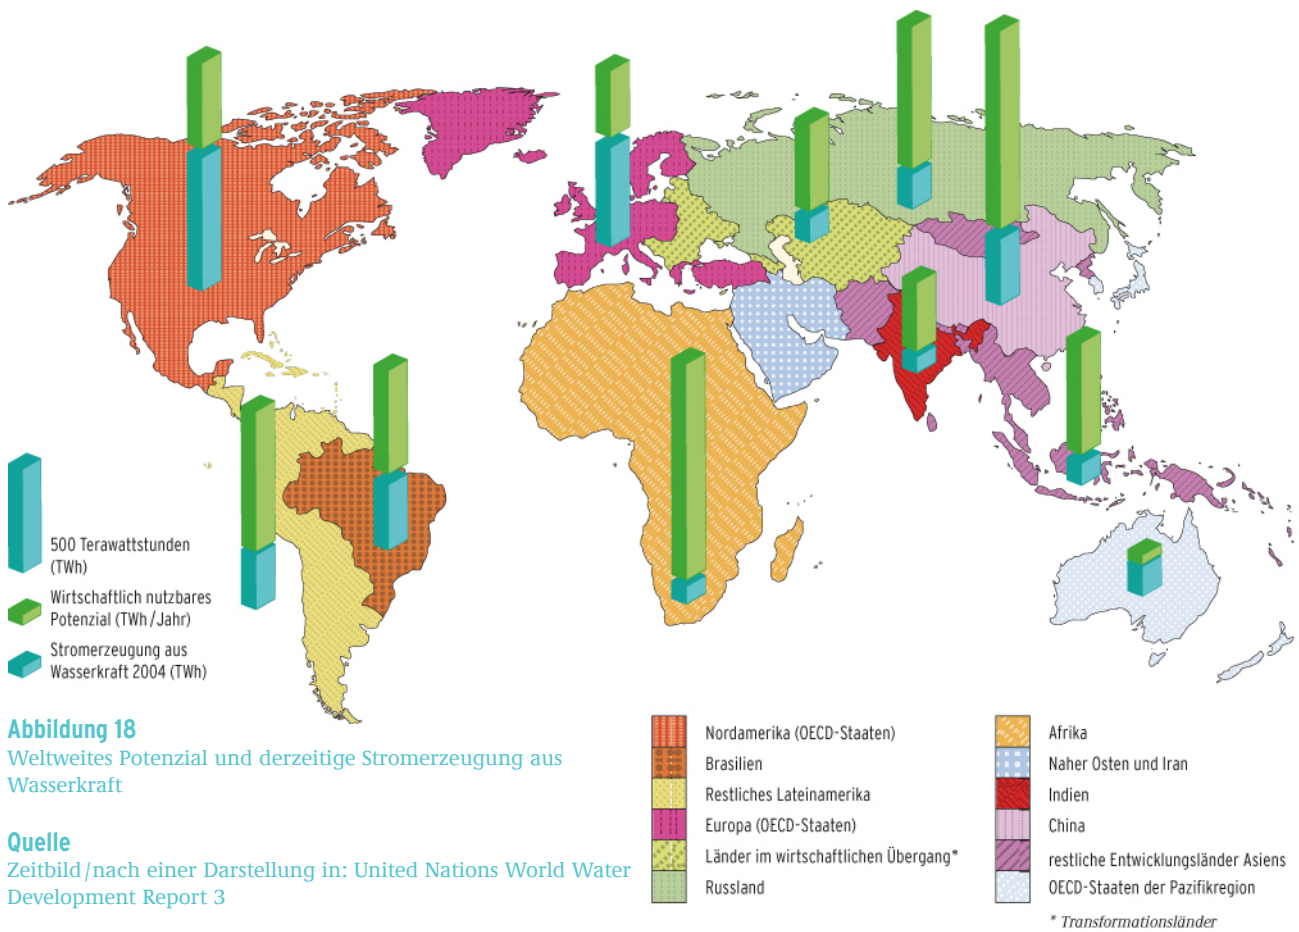 500 Terawattstunden
(TWh)
Wirtschaftlich nutzbares
Potenzial (TWh/Jahr)
Stromerzeugung aus
Wasserkraft 2004 (TWh)
Abbildung 18
Weltweites Potenzial und derzeitige Stromerzeugung aus
Wasserkraft
Quelle
Zeitbild/nach einer Darstellung in: United Nations World Water
Development Report 3
Nordamerika (OECD-Staaten)
Brasilien
Restliches Lateinamerika
Europa (OECD-Staaten)
Länder im wirtschaftlichen Übergang*
Russland
Afrika
Naher Osten und Iran
Indien
China
restliche Entwicklungsländer Asiens
OECD-Staaten der Pazifikregion
* Transformationsländer